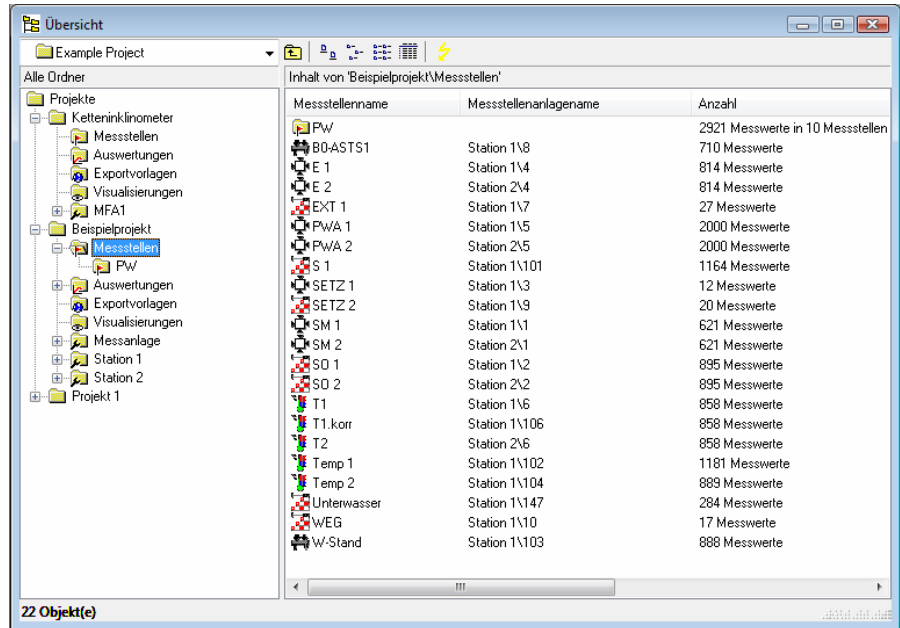 Übersicht
Example Project
Alle Ordner
Inhalt von 'Beispielprojekt\Messstellen'
Projekte
Ketteninklinometer
Messstellen
Auswertungen
Exportvorlagen
Visualisierungen
MFA1
Beispielprojekt
Messstellen
PW
Auswertungen
Exportvorlagen
Visualisierungen
Messanlage
Station 1
Station 2
Projekt 1
Messstellenname Messstellenanlagename Anzahl
PW 2921 Messwerte in 10 Messstellen
B0-ASTS1 Station 1\8 710 Messwerte
E 1 Station 1\4 814 Messwerte
E 2 Station 2\4 814 Messwerte
EXT 1 Station 1\7 27 Messwerte
PWA 1 Station 1\5 2000 Messwerte
PWA 2 Station 2\5 2000 Messwerte
S 1 Station 1\101 1164 Messwerte
SETZ 1 Station 1\3 12 Messwerte
SETZ 2 Station 1\9 20 Messwerte
SM 1 Station 1\1 621 Messwerte
SM 2 Station 2\1 621 Messwerte
SO 1 Station 1\2 895 Messwerte
SO 2 Station 2\2 895 Messwerte
T1 Station 1\6 858 Messwerte
T1.korr Station 1\106 858 Messwerte
T2 Station 2\6 858 Messwerte
Temp 1 Station 1\102 1181 Messwerte
Temp 2 Station 1\104 889 Messwerte
Unterwasser Station 1\147 284 Messwerte
WEG Station 1\10 17 Messwerte
W-Stand Station 1\103 888 Messwerte
22 Objekt(e)